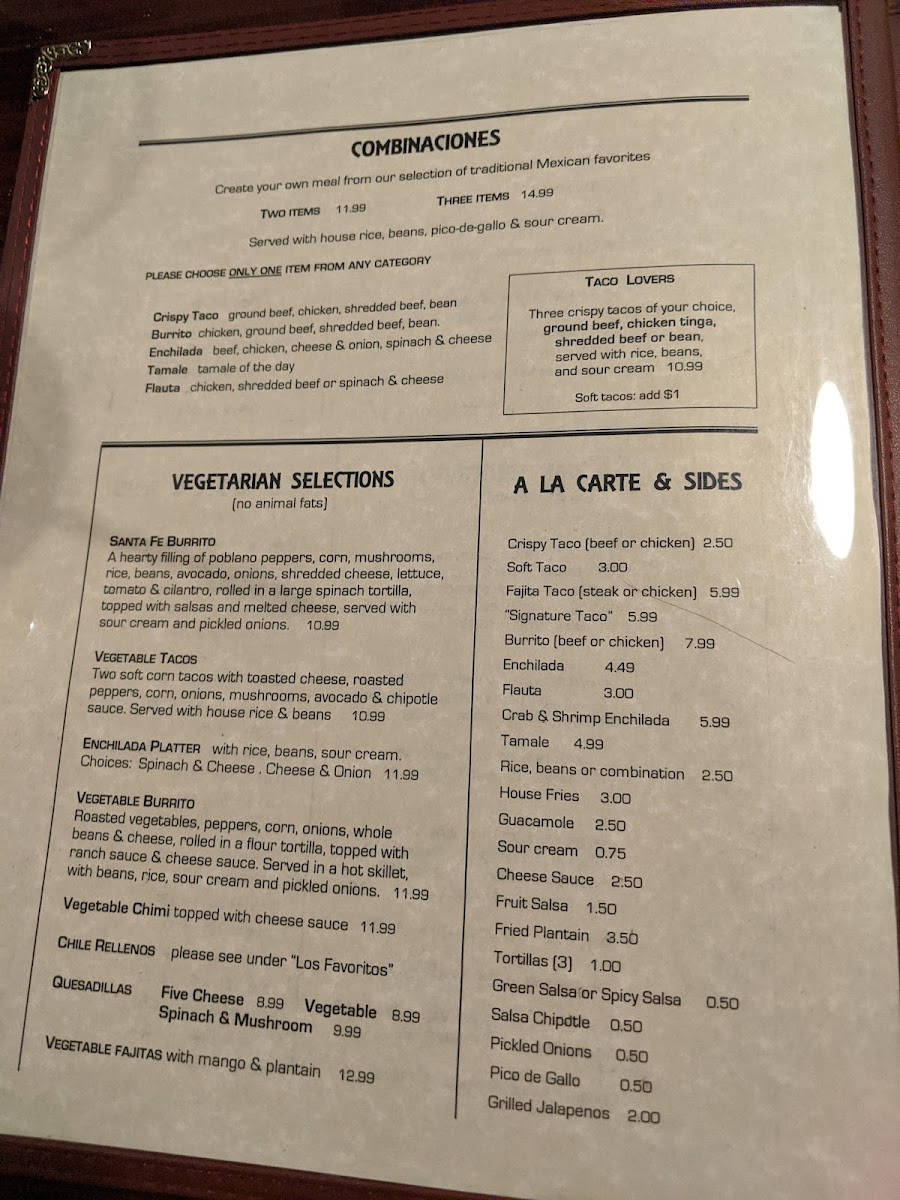 COMBINACIONES
Create your own meal from our selection of traditional Mexican favorites
TWO ITEMS 11.99 THREE ITEMS 14.99
Served with house rice, beans, pico-de-gallo & sour cream.
PLEASE CHOOSE ONLY ONE ITEM FROM ANY CATEGORY
Crispy Taco ground beef, chicken, shredded beef, bean
Burrito chicken, ground beef, shredded beef, bean.
Enchilada beef, chicken, cheese & onion, spinach & cheese
Tamale tamale of the day
Flauta chicken, shredded beef or spinach & cheese
TACO LOVERS
Three crispy tacos of your choice,
ground beef, chicken tinga,
shredded beef or bean,
served with rice, beans,
and sour cream 10.99
Soft tacos: add $1
VEGETARIAN SELECTIONS
(no animal fats)
SANTA FE BURRITO
A hearty filling of poblano peppers, corn, mushrooms,
rice, beans, avocado, onions, shredded cheese, lettuce,
tomato & cilantro, rolled in a large spinach tortilla,
topped with salsas and melted cheese, served with
sour cream and pickled onions. 10.99
VEGETABLE TACOS
Two soft corn tacos with toasted cheese, roasted
peppers, corn, onions, mushrooms, avocado & chipotle
sauce. Served with house rice & beans 10.99
ENCHILADA PLATTER with rice, beans, sour cream.
Choices: Spinach & Cheese . Cheese & Onion 11.99
VEGETABLE BURRITO
Roasted vegetables, peppers, corn, onions, whole
beans & cheese, rolled in a flour tortilla, topped with
ranch sauce & cheese sauce. Served in a hot skillet,
with beans, rice, sour cream and pickled onions. 11.99
Vegetable Chimi topped with cheese sauce 11.99
CHILE RELLENOS please see under "Los Favoritos"
QUESADILLAS Five Cheese 8.99 Vegetable 8.99
Spinach & Mushroom 9.99
VEGETABLE FAJITAS with mango & plantain 12.99
A LA CARTE & SIDES
Crispy Taco (beef or chicken) 2.50
Soft Taco 3.00
Fajita Taco (steak or chicken) 5.99
"Signature Taco" 5.99
Burrito (beef or chicken) 7.99
Enchilada 4.49
Flauta 3.00
Crab & Shrimp Enchilada 5.99
Tamale 4.99
Rice, beans or combination 2.50
House Fries 3.00
Guacamole 2.50
Sour cream 0.75
Cheese Sauce 2.50
Fruit Salsa 1.50
Fried Plantain 3.50
Tortillas (3) 1.00
Green Salsa or Spicy Salsa 0.50
Salsa Chipotle 0.50
Pickled Onions 0.50
Pico de Gallo 0.50
Grilled Jalapenos 2.00